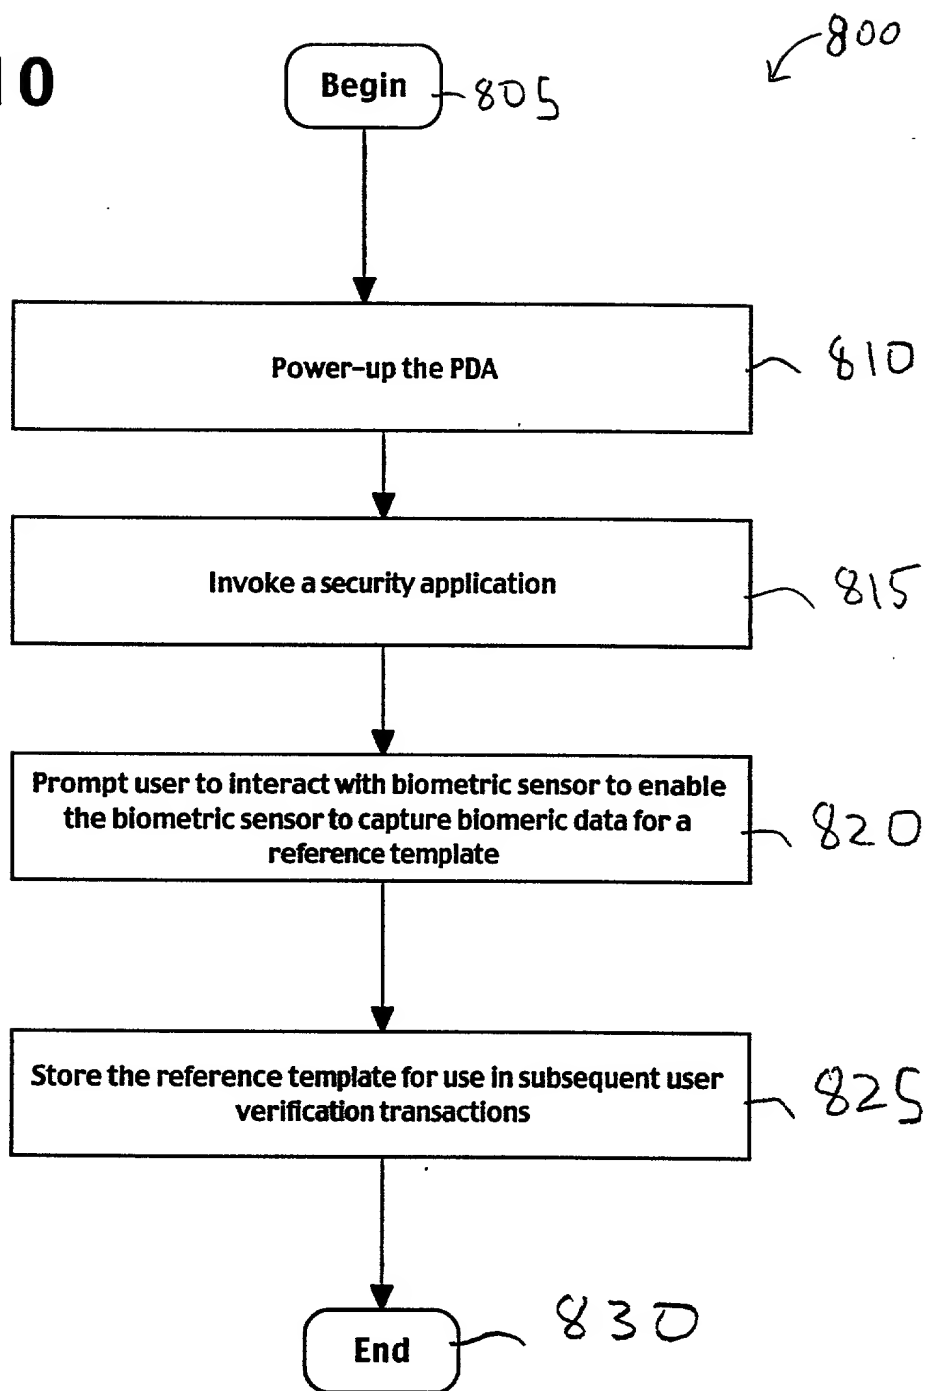 10
800
Begin
805
Power-up the PDA
810
Invoke a security application
815
Prompt user to interact with biometric sensor to enable
the biometric sensor to capture biomeric data for a
reference template
820
Store the reference template for use in subsequent user
verification transactions
825
End
830